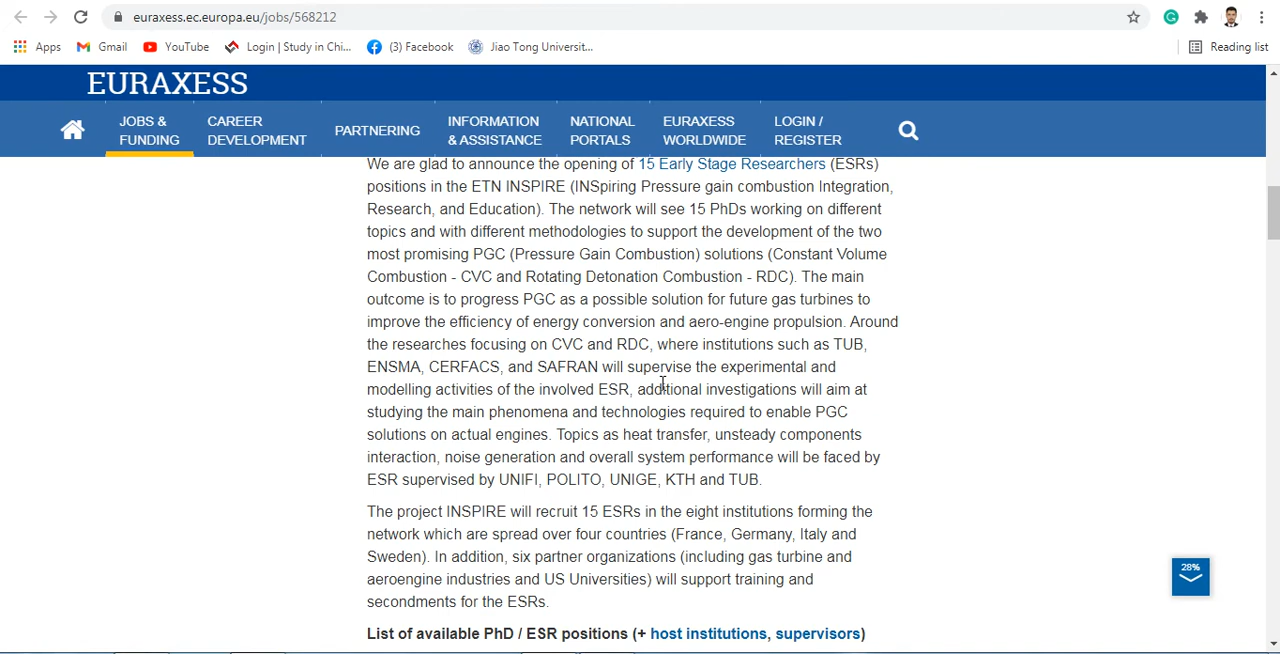 euraxess.ec.europa.eu/jobs/568212
Apps Gmail YouTube Login | Study in Chi... (3) Facebook Jiao Tong Universit... Reading list
EURAXESS
JOBS & FUNDING
CAREER DEVELOPMENT
PARTNERING
INFORMATION & ASSISTANCE
NATIONAL PORTALS
EURAXESS WORLDWIDE
LOGIN / REGISTER
We are glad to announce the opening of 15 Early Stage Researchers (ESRs)
positions in the ETN INSPIRE (INSpiring Pressure gain combustion Integration,
Research, and Education). The network will see 15 PhDs working on different
topics and with different methodologies to support the development of the two
most promising PGC (Pressure Gain Combustion) solutions (Constant Volume
Combustion - CVC and Rotating Detonation Combustion - RDC). The main
outcome is to progress PGC as a possible solution for future gas turbines to
improve the efficiency of energy conversion and aero-engine propulsion. Around
the researches focusing on CVC and RDC, where institutions such as TUB,
ENSMA, CERFACS, and SAFRAN will supervise the experimental and
modelling activities of the involved ESR, additional investigations will aim at
studying the main phenomena and technologies required to enable PGC
solutions on actual engines. Topics as heat transfer, unsteady components
interaction, noise generation and overall system performance will be faced by
ESR supervised by UNIFI, POLITO, UNIGE, KTH and TUB.
The project INSPIRE will recruit 15 ESRs in the eight institutions forming the
network which are spread over four countries (France, Germany, Italy and
Sweden). In addition, six partner organizations (including gas turbine and
aeroengine industries and US Universities) will support training and
secondments for the ESRs.
List of available PhD / ESR positions (+ host institutions, supervisors)
28%